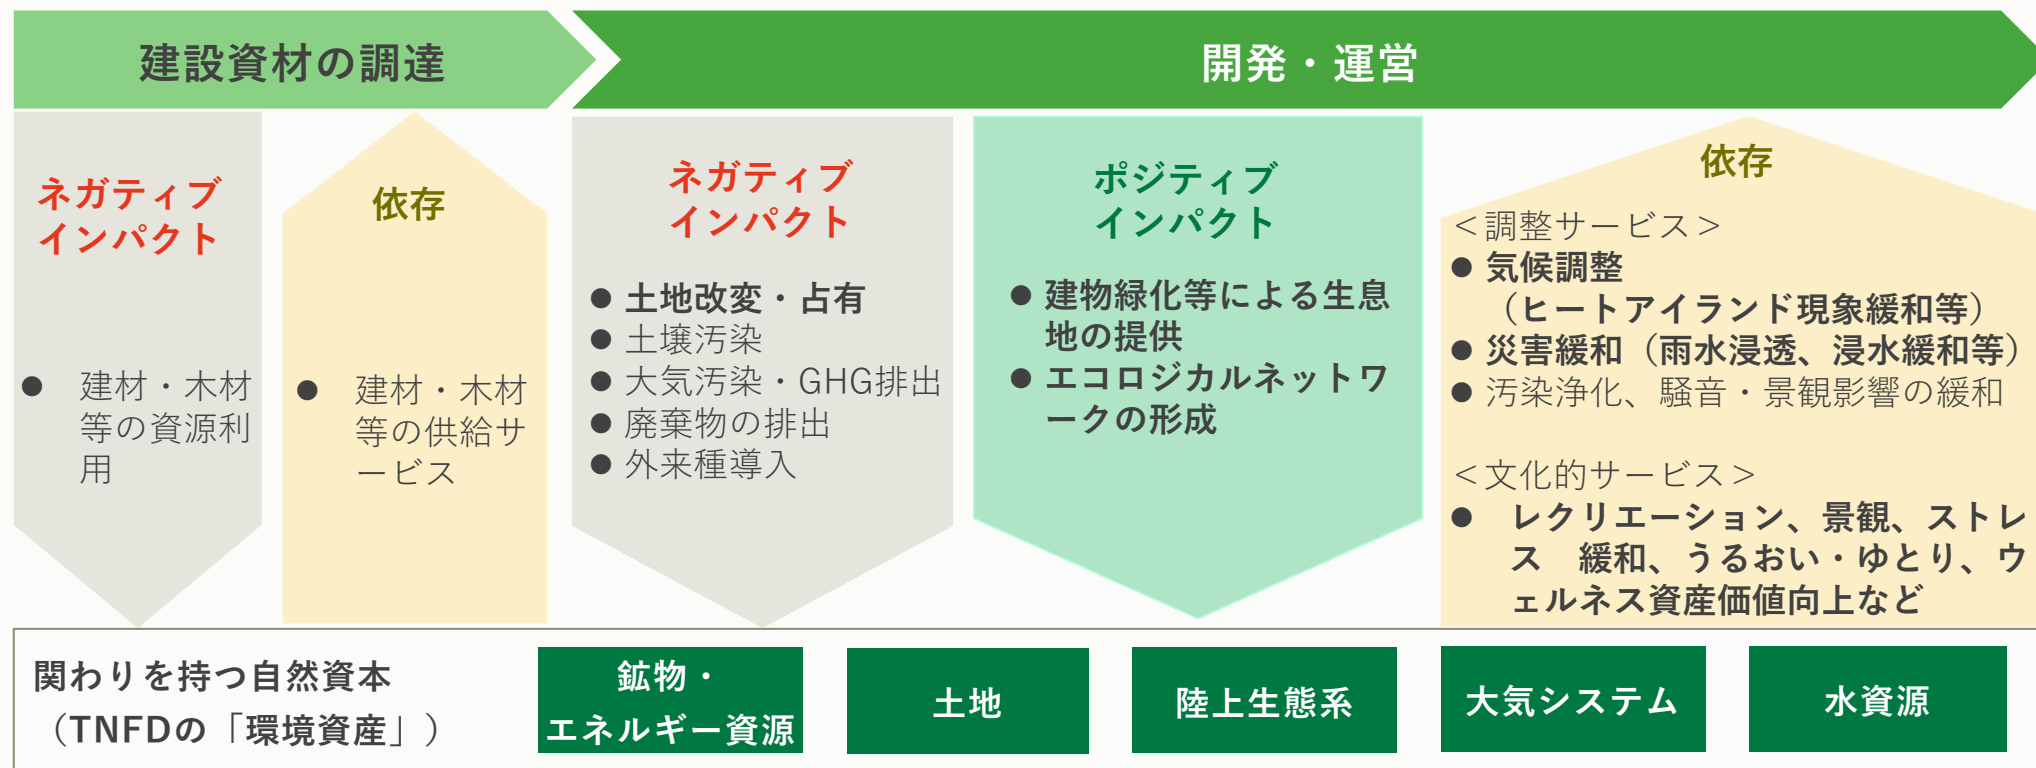 建設資材の調達
開発・運営
ネガティブ
インパクト
● 建材・木材
等の資源利
用
依存
● 建材・木材
等の供給サ
ービス
ネガティブ
インパクト
● 土地改変・占有
● 土壌汚染
● 大気汚染・GHG排出
● 廃棄物の排出
● 外来種導入
ポジティブ
インパクト
● 建物緑化等による生息
地の提供
● エコロジカルネットワ
ークの形成
依存
＜調整サービス＞
● 気候調整
（ヒートアイランド現象緩和等）
● 災害緩和（雨水浸透、浸水緩和等）
● 汚染浄化、騒音・景観影響の緩和
＜文化的サービス＞
● レクリエーション、景観、ストレ
ス　緩和、うるおい・ゆとり、ウ
ェルネス資産価値向上など
関わりを持つ自然資本
（TNFDの「環境資産」）
鉱物・
エネルギー資源
土地
陸上生態系
大気システム
水資源